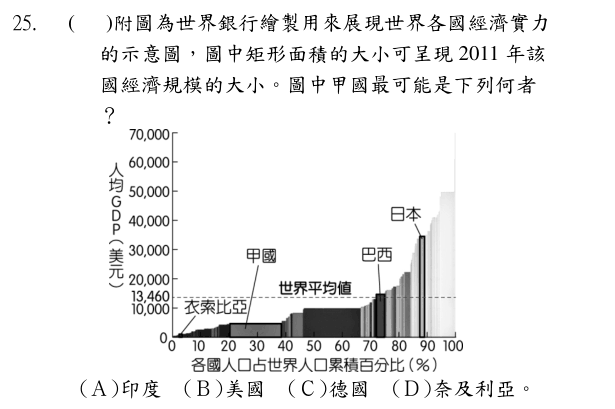 25. ( )附圖為世界銀行繪製用來展現世界各國經濟實力
的示意圖，圖中矩形面積的大小可呈現 2011 年該
國經濟規模的大小。圖中甲國最可能是下列何者
？
人均GDP(美元)
70,000
60,000
50,000
40,000
30,000
20,000
13,460
10,000
0
日本
甲國
巴西
世界平均值
衣索比亞
0 10 20 30 40 50 60 70 80 90 100
各國人口占世界人口累積百分比(%)
(A)印度 (B)美國 (C)德國 (D)奈及利亞。